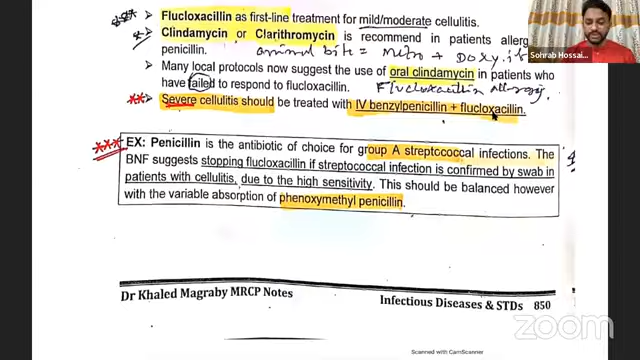 Flucloxacillin as first-line treatment for mild/moderate cellulitis.
Clindamycin or Clarithromycin is recommend in patients allergic
penicillin. animal bite = Metro + Doxy. if
Many local protocols now suggest the use of oral clindamycin in patients who
have failed to respond to flucloxacillin. Flucloxacillin allergy.
Severe cellulitis should be treated with IV benzylpenicillin + flucloxacillin.
EX: Penicillin is the antibiotic of choice for group A streptococcal infections. The
BNF suggests stopping flucloxacillin if streptococcal infection is confirmed by swab in
patients with cellulitis, due to the high sensitivity. This should be balanced however
with the variable absorption of phenoxymethyl penicillin.
Dr Khaled Magraby MRCP Notes
Infectious Diseases & STDs 850
Scanned with CamScanner
Sohrab Hossai...
zoom